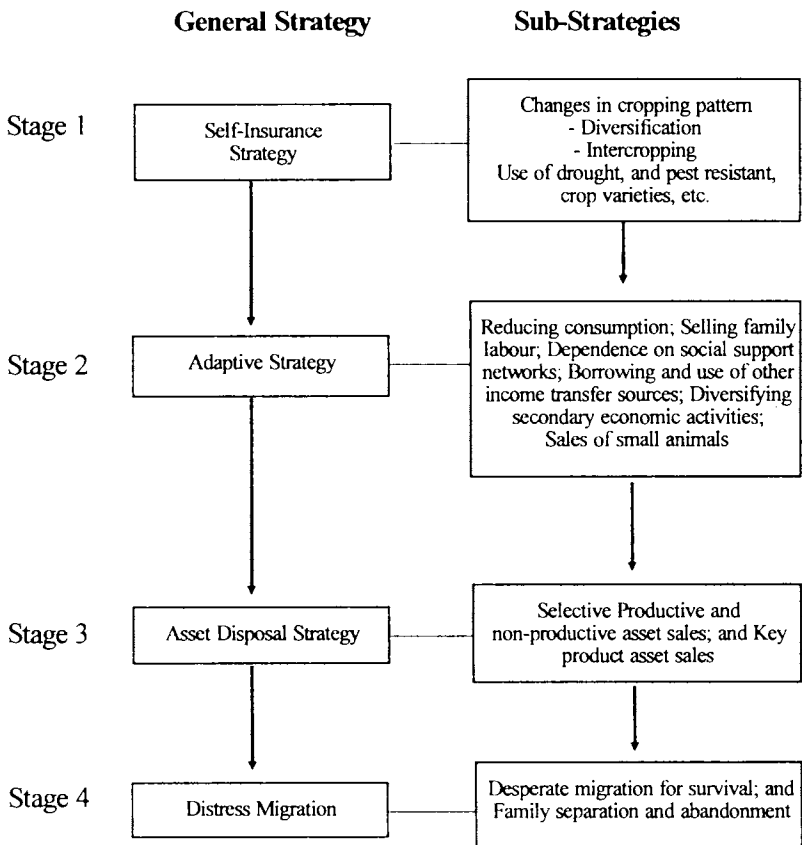 General Strategy
Sub-Strategies
Stage 1
Self-Insurance
Strategy
Changes in cropping pattern
- Diversification
- Intercropping
Use of drought, and pest resistant,
crop varieties, etc.
Stage 2
Adaptive Strategy
Reducing consumption; Selling family
labour; Dependence on social support
networks; Borrowing and use of other
income transfer sources; Diversifying
secondary economic activities;
Sales of small animals
Stage 3
Asset Disposal Strategy
Selective Productive and
non-productive asset sales; and Key
product asset sales
Stage 4
Distress Migration
Desperate migration for survival; and
Family separation and abandonment